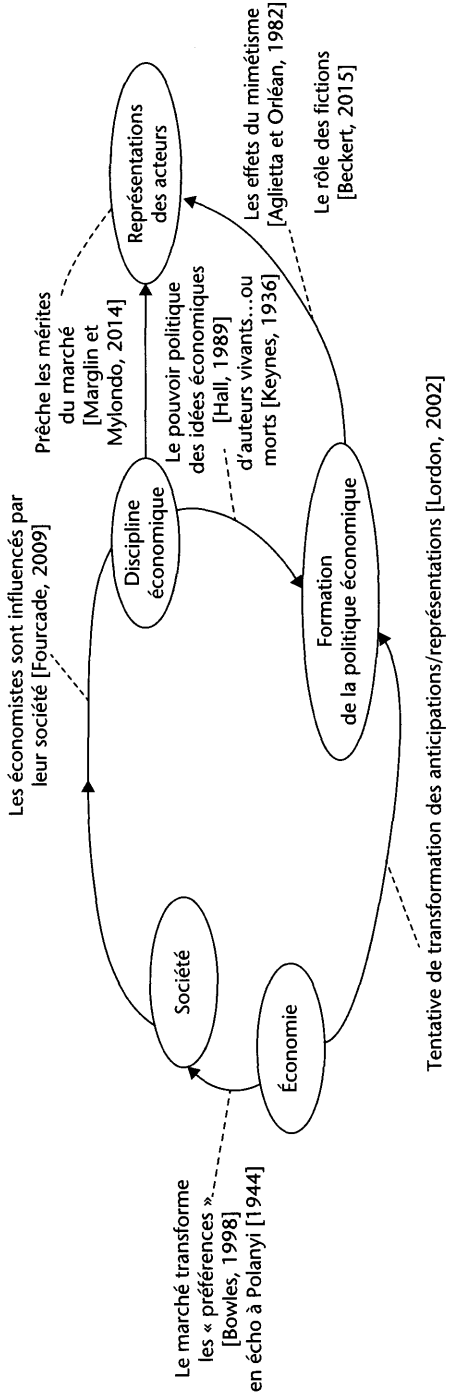 Les économistes sont influencés par
leur société [Fourcade, 2009]
Prêche les mérites
du marché
[Marglin et
Mylondo, 2014]
Le marché transforme
les « préférences »
[Bowles, 1998]
en écho à Polanyi [1944]
Société
Économie
Discipline
économique
Représentations
des acteurs
Le pouvoir politique
des idées économiques
[Hall, 1989]
d'auteurs vivants...ou
morts [Keynes, 1936]
Formation
de la politique économique
Les effets du mimétisme
[Aglietta et Orléan, 1982]
Le rôle des fictions
[Beckert, 2015]
Tentative de transformation des anticipations/représentations [Lordon, 2002]